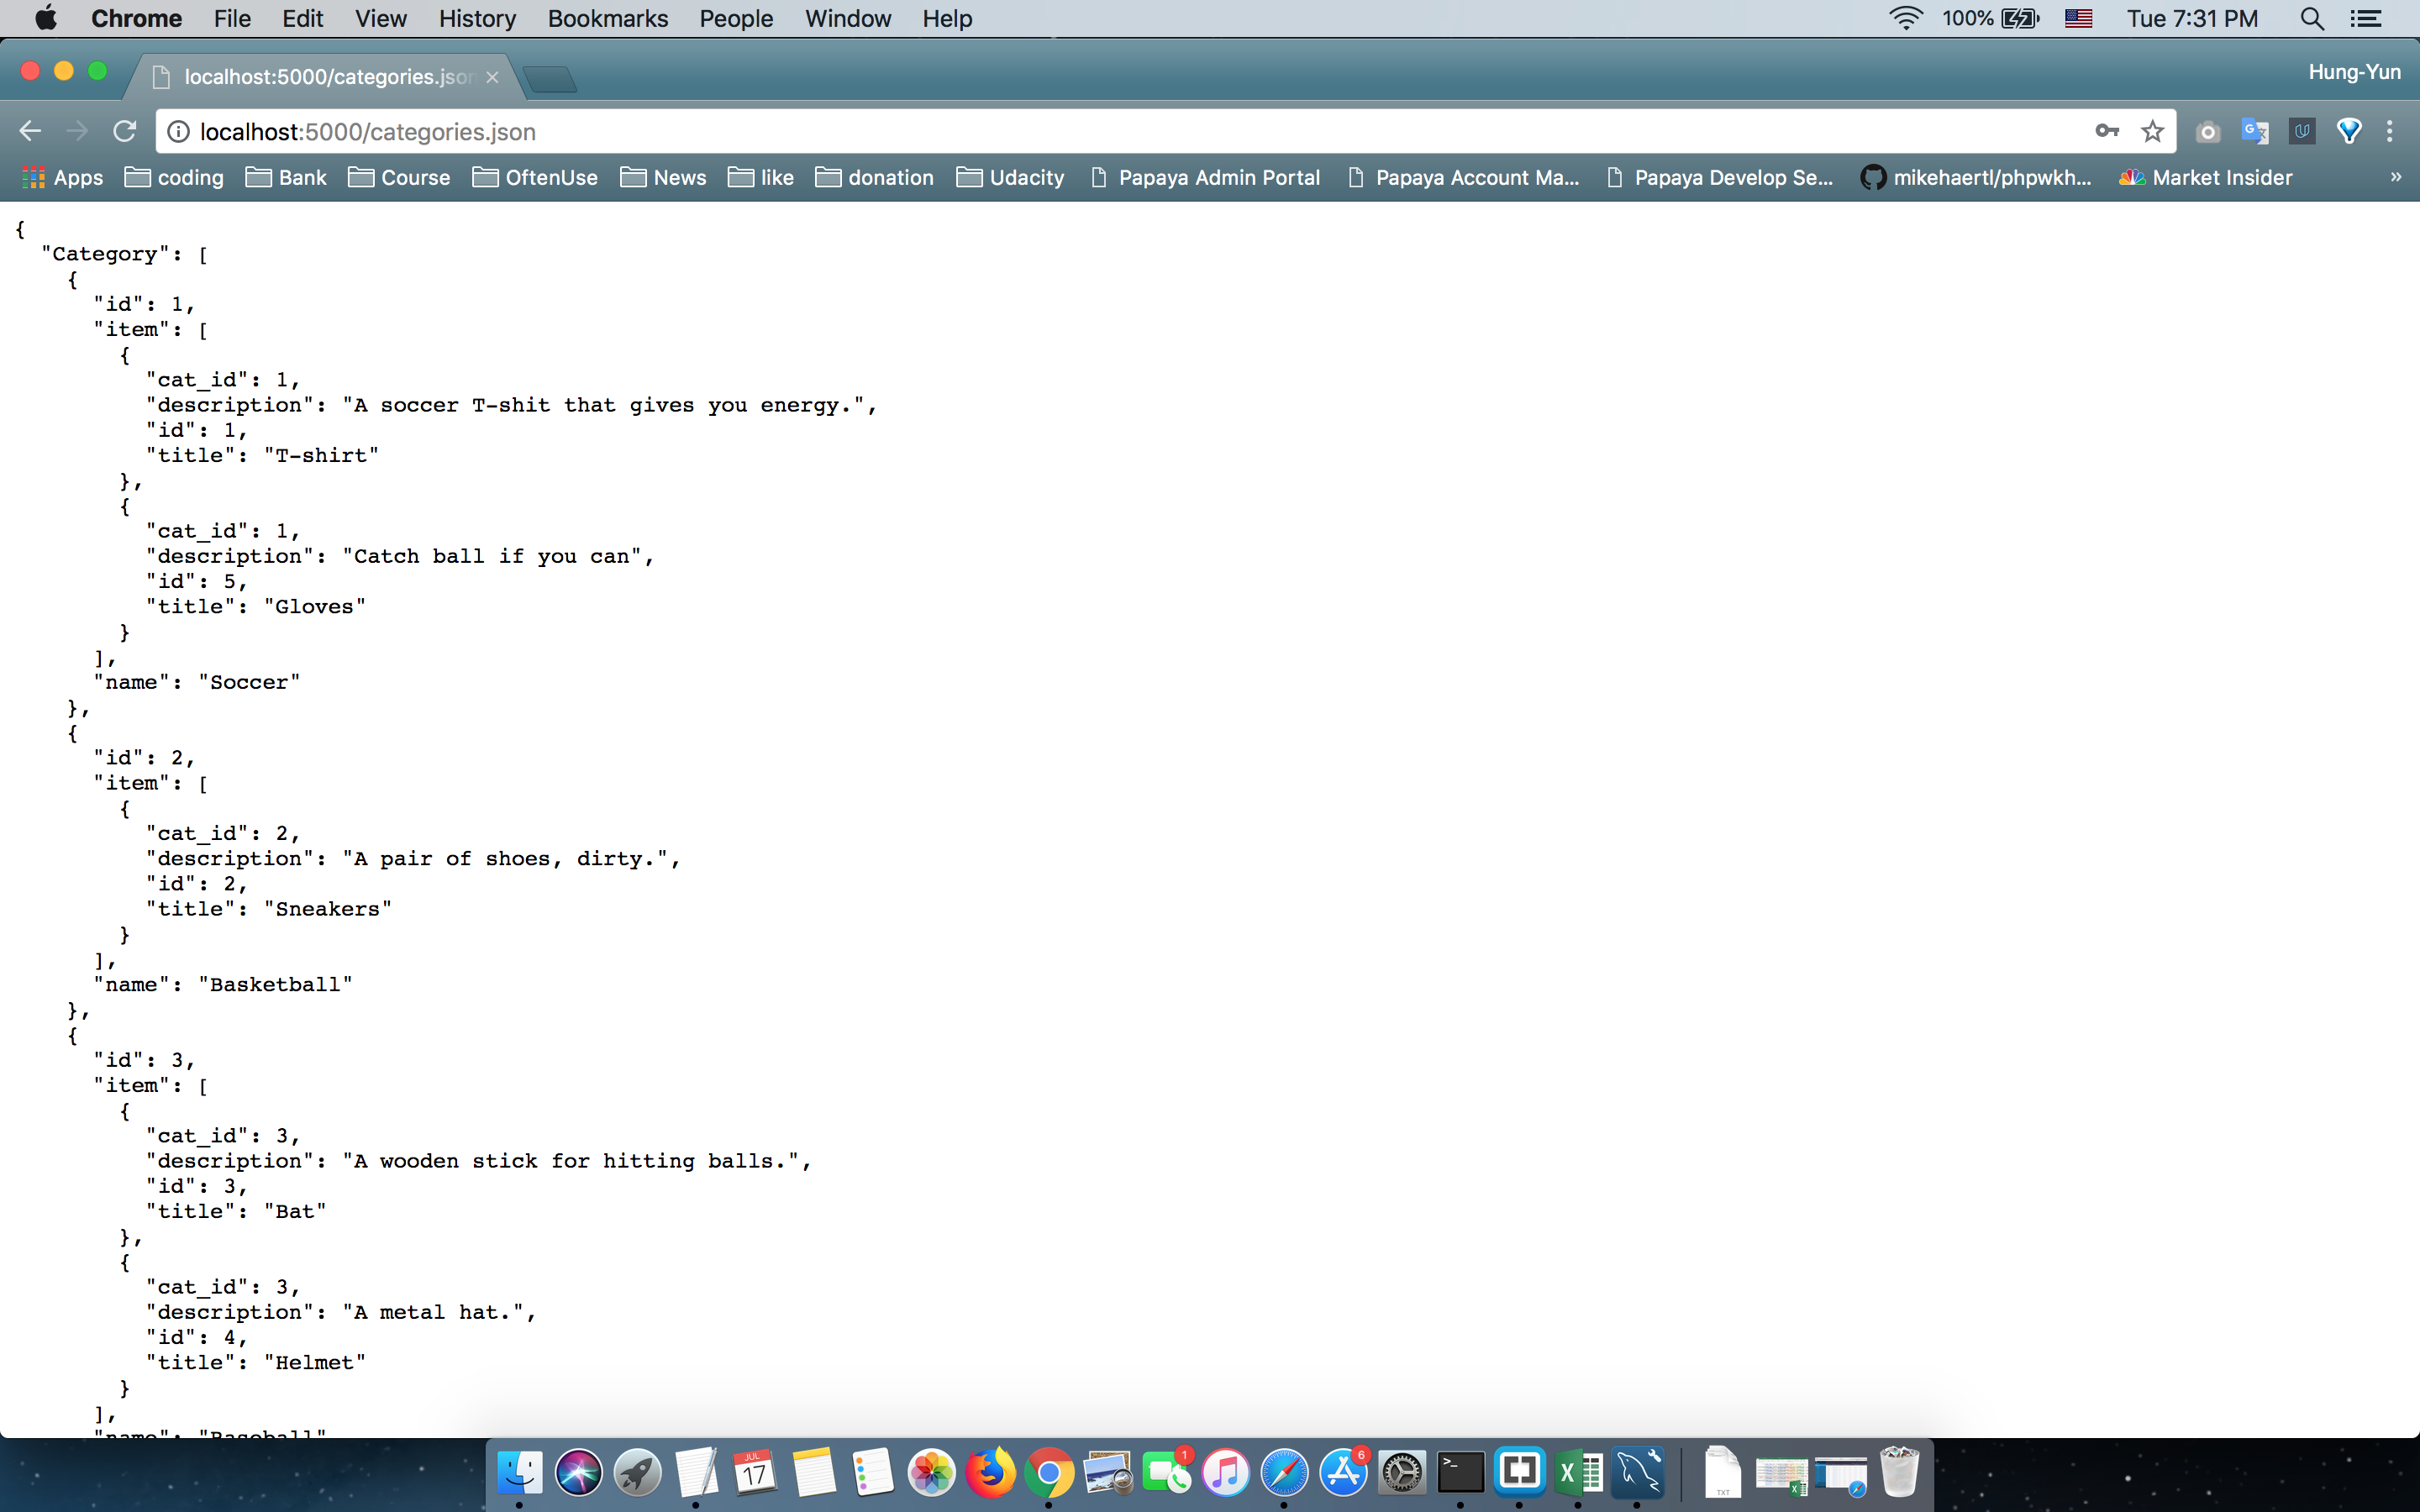 Chrome File Edit View History Bookmarks People Window Help 100% Tue 7:31 PM
localhost:5000/categories.json Hung-Yun
localhost:5000/categories.json
Apps coding Bank Course OftenUse News like donation Udacity Papaya Admin Portal Papaya Account Ma... Papaya Develop Se... mikehaertl/phpwkh... Market Insider »
{
"Category": [
{
"id": 1,
"item": [
{
"cat_id": 1,
"description": "A soccer T-shit that gives you energy.",
"id": 1,
"title": "T-shirt"
},
{
"cat_id": 1,
"description": "Catch ball if you can",
"id": 5,
"title": "Gloves"
}
],
"name": "Soccer"
},
{
"id": 2,
"item": [
{
"cat_id": 2,
"description": "A pair of shoes, dirty.",
"id": 2,
"title": "Sneakers"
}
],
"name": "Basketball"
},
{
"id": 3,
"item": [
{
"cat_id": 3,
"description": "A wooden stick for hitting balls.",
"id": 3,
"title": "Bat"
},
{
"cat_id": 3,
"description": "A metal hat.",
"id": 4,
"title": "Helmet"
}
],
"name": "Baseball"
JUL 17 1 6 >_ X TXT X